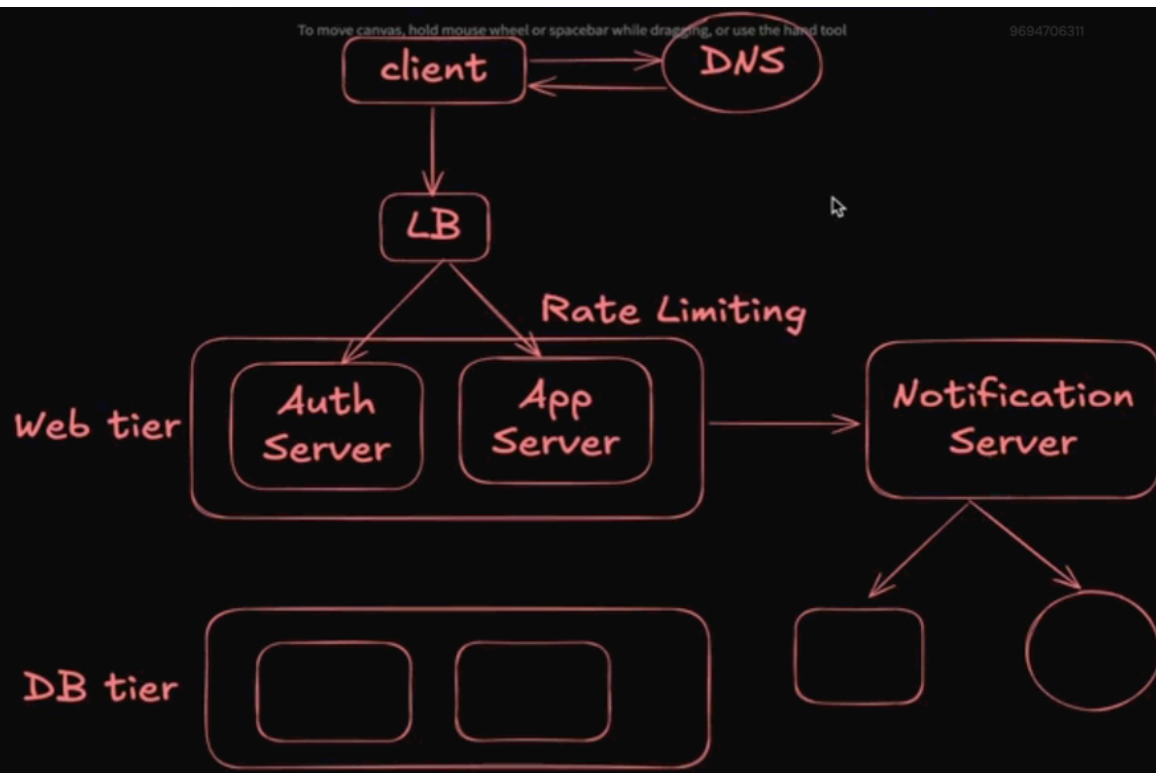 To move canvas, hold mouse wheel or spacebar while dragging, or use the hand tool
9694706311
client
DNS
LB
Rate Limiting
Web tier
Auth
Server
App
Server
Notification
Server
DB tier